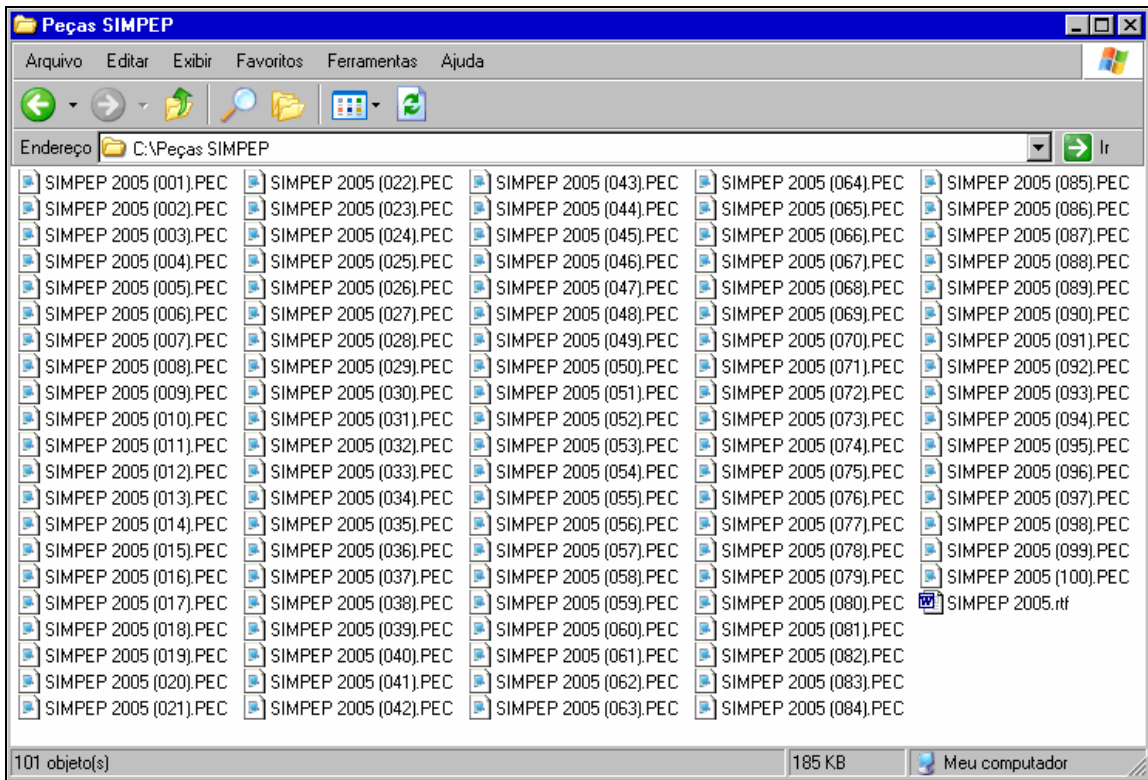 Peças SIMPEP
Arquivo Editar Exibir Favoritos Ferramentas Ajuda
Endereço C:\Peças SIMPEP Ir
SIMPEP 2005 (001).PEC SIMPEP 2005 (022).PEC SIMPEP 2005 (043).PEC SIMPEP 2005 (064).PEC SIMPEP 2005 (085).PEC
SIMPEP 2005 (002).PEC SIMPEP 2005 (023).PEC SIMPEP 2005 (044).PEC SIMPEP 2005 (065).PEC SIMPEP 2005 (086).PEC
SIMPEP 2005 (003).PEC SIMPEP 2005 (024).PEC SIMPEP 2005 (045).PEC SIMPEP 2005 (066).PEC SIMPEP 2005 (087).PEC
SIMPEP 2005 (004).PEC SIMPEP 2005 (025).PEC SIMPEP 2005 (046).PEC SIMPEP 2005 (067).PEC SIMPEP 2005 (088).PEC
SIMPEP 2005 (005).PEC SIMPEP 2005 (026).PEC SIMPEP 2005 (047).PEC SIMPEP 2005 (068).PEC SIMPEP 2005 (089).PEC
SIMPEP 2005 (006).PEC SIMPEP 2005 (027).PEC SIMPEP 2005 (048).PEC SIMPEP 2005 (069).PEC SIMPEP 2005 (090).PEC
SIMPEP 2005 (007).PEC SIMPEP 2005 (028).PEC SIMPEP 2005 (049).PEC SIMPEP 2005 (070).PEC SIMPEP 2005 (091).PEC
SIMPEP 2005 (008).PEC SIMPEP 2005 (029).PEC SIMPEP 2005 (050).PEC SIMPEP 2005 (071).PEC SIMPEP 2005 (092).PEC
SIMPEP 2005 (009).PEC SIMPEP 2005 (030).PEC SIMPEP 2005 (051).PEC SIMPEP 2005 (072).PEC SIMPEP 2005 (093).PEC
SIMPEP 2005 (010).PEC SIMPEP 2005 (031).PEC SIMPEP 2005 (052).PEC SIMPEP 2005 (073).PEC SIMPEP 2005 (094).PEC
SIMPEP 2005 (011).PEC SIMPEP 2005 (032).PEC SIMPEP 2005 (053).PEC SIMPEP 2005 (074).PEC SIMPEP 2005 (095).PEC
SIMPEP 2005 (012).PEC SIMPEP 2005 (033).PEC SIMPEP 2005 (054).PEC SIMPEP 2005 (075).PEC SIMPEP 2005 (096).PEC
SIMPEP 2005 (013).PEC SIMPEP 2005 (034).PEC SIMPEP 2005 (055).PEC SIMPEP 2005 (076).PEC SIMPEP 2005 (097).PEC
SIMPEP 2005 (014).PEC SIMPEP 2005 (035).PEC SIMPEP 2005 (056).PEC SIMPEP 2005 (077).PEC SIMPEP 2005 (098).PEC
SIMPEP 2005 (015).PEC SIMPEP 2005 (036).PEC SIMPEP 2005 (057).PEC SIMPEP 2005 (078).PEC SIMPEP 2005 (099).PEC
SIMPEP 2005 (016).PEC SIMPEP 2005 (037).PEC SIMPEP 2005 (058).PEC SIMPEP 2005 (079).PEC SIMPEP 2005 (100).PEC
SIMPEP 2005 (017).PEC SIMPEP 2005 (038).PEC SIMPEP 2005 (059).PEC SIMPEP 2005 (080).PEC SIMPEP 2005.rtf
SIMPEP 2005 (018).PEC SIMPEP 2005 (039).PEC SIMPEP 2005 (060).PEC SIMPEP 2005 (081).PEC
SIMPEP 2005 (019).PEC SIMPEP 2005 (040).PEC SIMPEP 2005 (061).PEC SIMPEP 2005 (082).PEC
SIMPEP 2005 (020).PEC SIMPEP 2005 (041).PEC SIMPEP 2005 (062).PEC SIMPEP 2005 (083).PEC
SIMPEP 2005 (021).PEC SIMPEP 2005 (042).PEC SIMPEP 2005 (063).PEC SIMPEP 2005 (084).PEC
101 objeto(s) 185 KB Meu computador